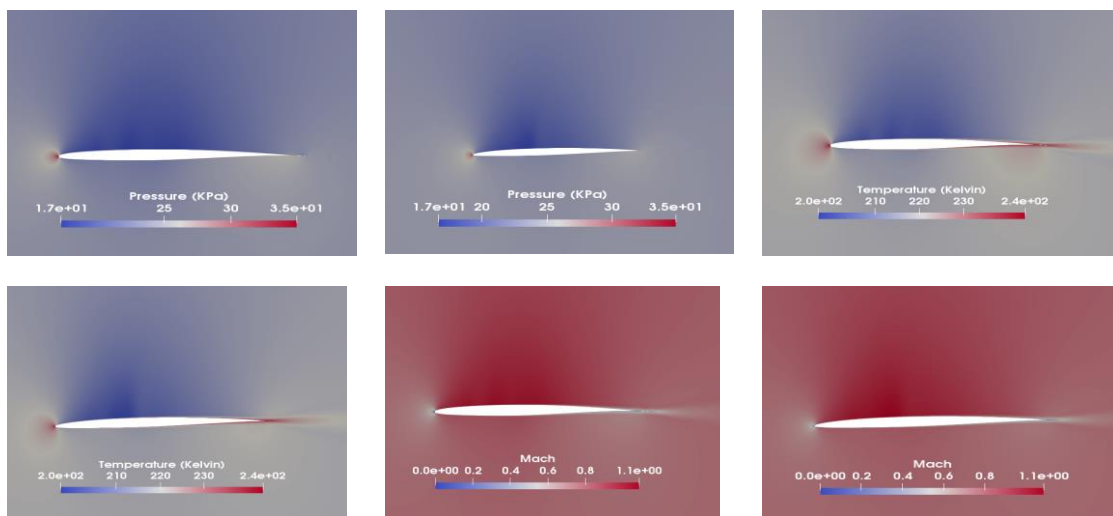 Pressure (KPa)
1.7e+01 25 30 3.5e+01
Pressure (KPa)
1.7e+01 20 25 30 3.5e+01
Temperature (Kelvin)
2.0e+02 210 220 230 2.4e+02
Temperature (Kelvin)
2.0e+02 210 220 230 2.4e+02
Mach
0.0e+00 0.2 0.4 0.6 0.8 1.1e+00
Mach
0.0e+00 0.2 0.4 0.6 0.8 1.1e+00